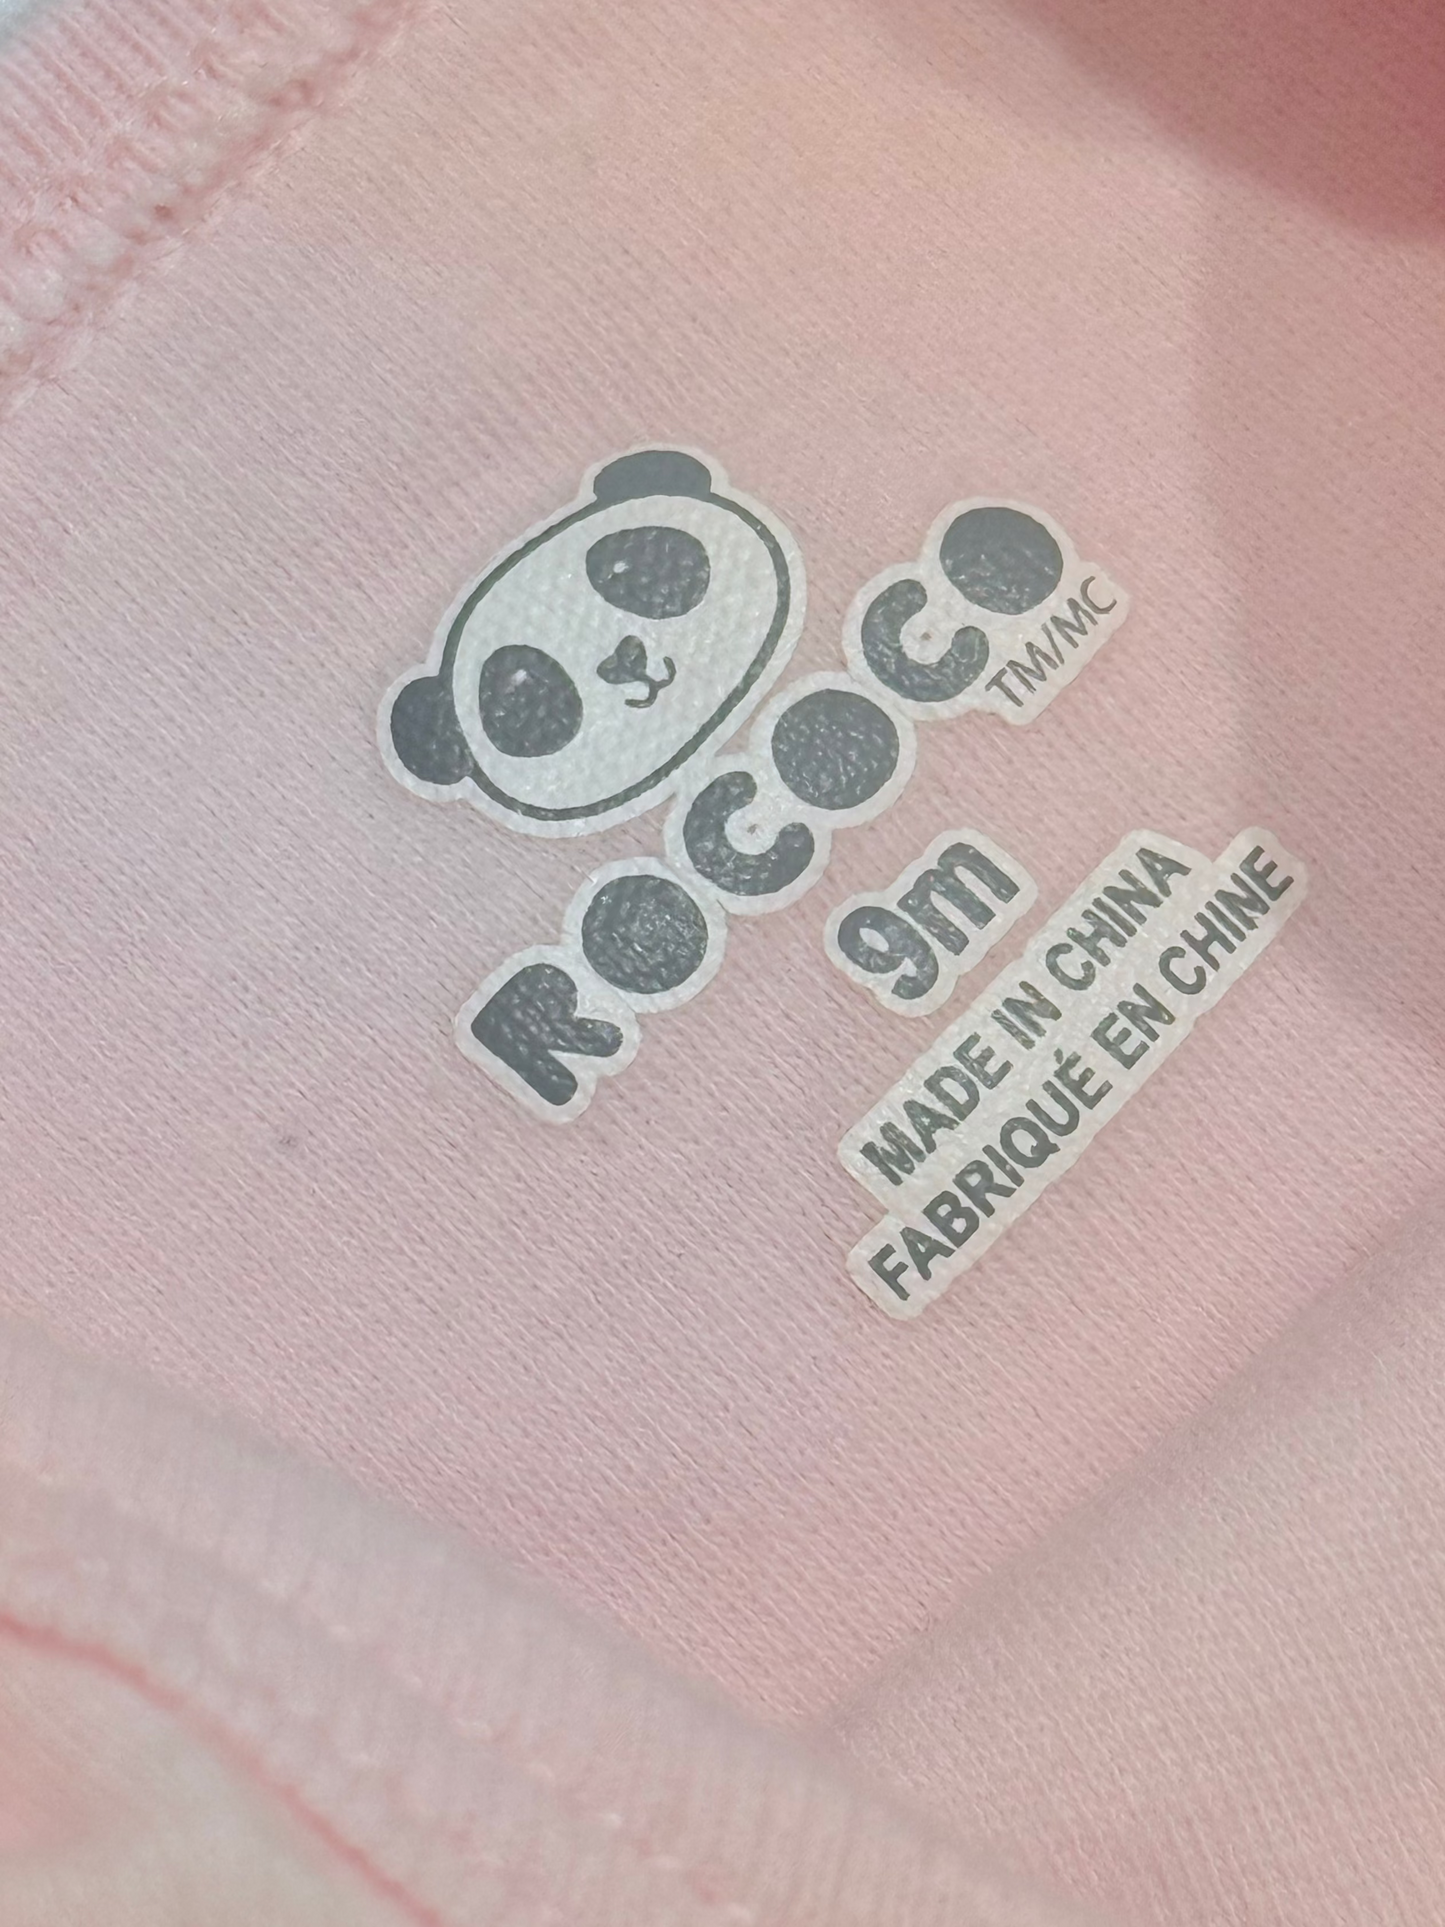 ROCOCO
TM/MC
9m
MADE IN CHINA
FABRIQUÉ EN CHINE